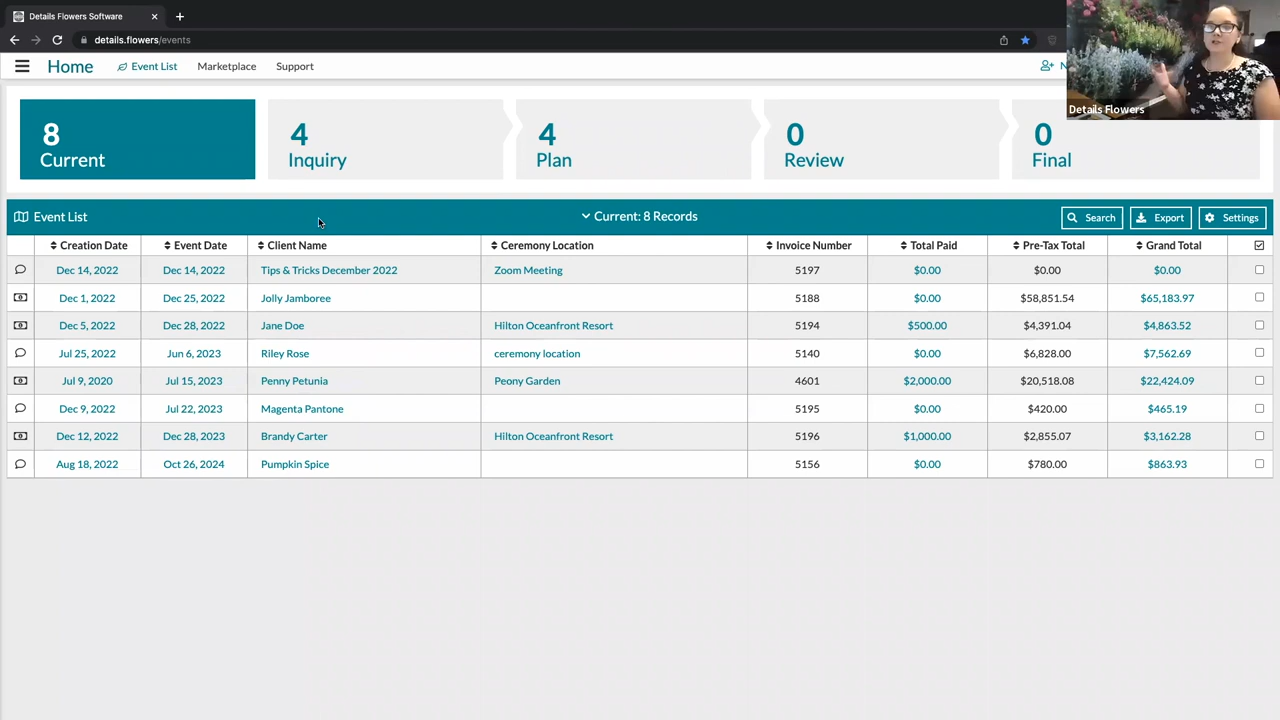 Details Flowers Software
details.flowers/events
Home Event List Marketplace Support N
Details Flowers
8 Current
4 Inquiry
4 Plan
0 Review
0 Final
Event List Current: 8 Records Search Export Settings
Creation Date Event Date Client Name Ceremony Location Invoice Number Total Paid Pre-Tax Total Grand Total
Dec 14, 2022 Dec 14, 2022 Tips & Tricks December 2022 Zoom Meeting 5197 $0.00 $0.00 $0.00
Dec 1, 2022 Dec 25, 2022 Jolly Jamboree 5188 $0.00 $58,851.54 $65,183.97
Dec 5, 2022 Dec 28, 2022 Jane Doe Hilton Oceanfront Resort 5194 $500.00 $4,391.04 $4,863.52
Jul 25, 2022 Jun 6, 2023 Riley Rose ceremony location 5140 $0.00 $6,828.00 $7,562.69
Jul 9, 2020 Jul 15, 2023 Penny Petunia Peony Garden 4601 $2,000.00 $20,518.08 $22,424.09
Dec 9, 2022 Jul 22, 2023 Magenta Pantone 5195 $0.00 $420.00 $465.19
Dec 12, 2022 Dec 28, 2023 Brandy Carter Hilton Oceanfront Resort 5196 $1,000.00 $2,855.07 $3,162.28
Aug 18, 2022 Oct 26, 2024 Pumpkin Spice 5156 $0.00 $780.00 $863.93